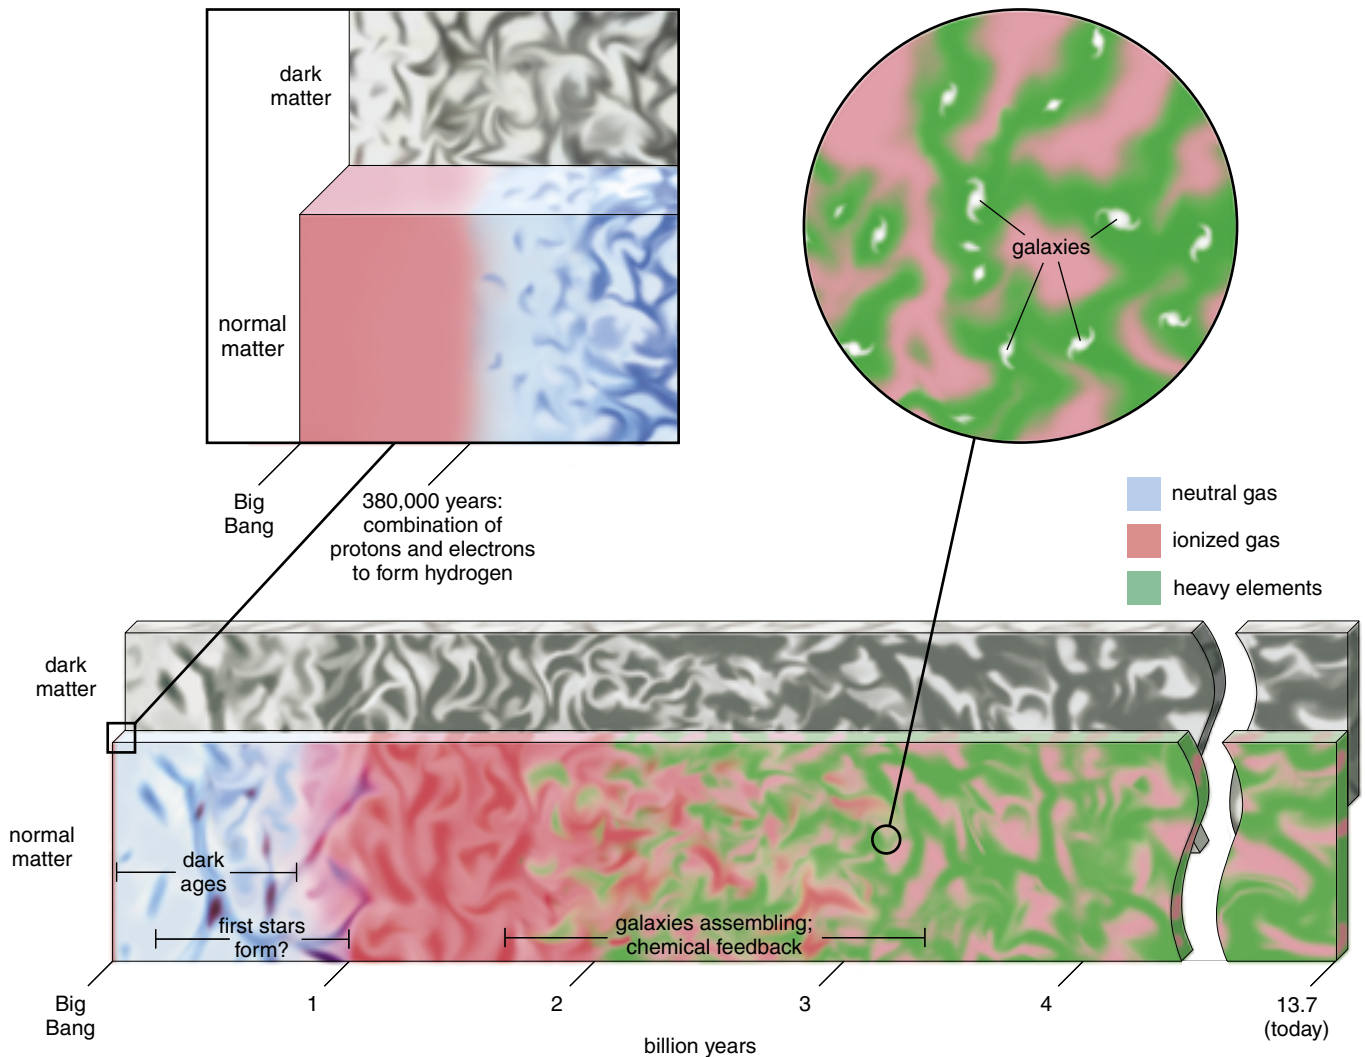 dark
matter
normal
matter
Big
Bang
380,000 years:
combination of
protons and electrons
to form hydrogen
galaxies
neutral gas
ionized gas
heavy elements
dark
matter
normal
matter
dark
ages
first stars
form?
galaxies assembling;
chemical feedback
Big
Bang
1
2
3
4
13.7
(today)
billion years